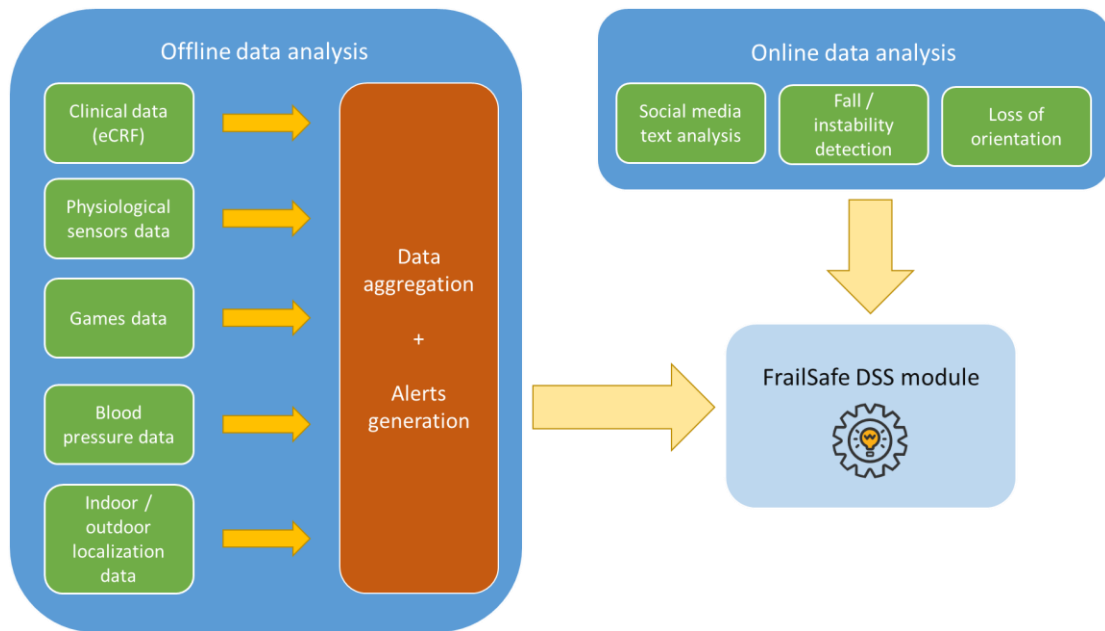 Offline data analysis
Clinical data
(eCRF)
Physiological
sensors data
Games data
Blood
pressure data
Indoor /
outdoor
localization
data
Data
aggregation
+
Alerts
generation
Online data analysis
Social media
text analysis
Fall /
instability
detection
Loss of
orientation
FrailSafe DSS module